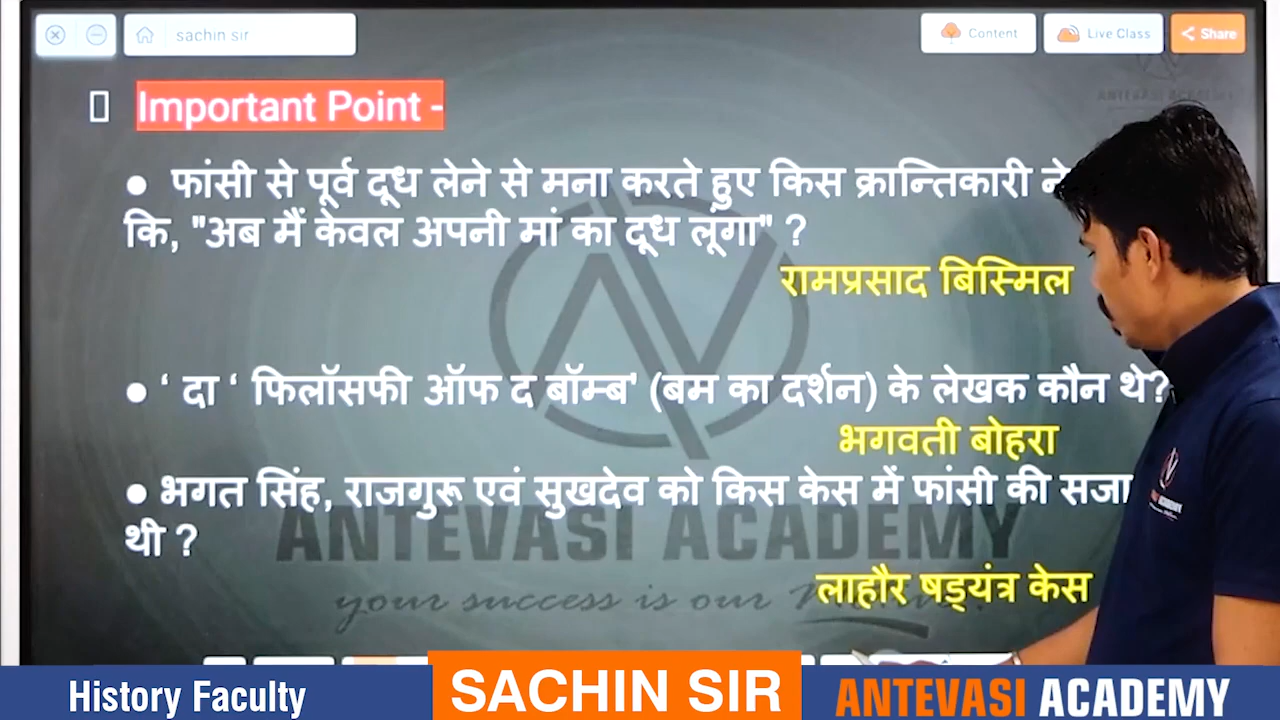 sachin sir
Content
Live Class
Share
ANTEVASI ACADEMY
Important Point -
● फांसी से पूर्व दूध लेने से मना करते हुए किस क्रान्तिकारी ने
कि, "अब मैं केवल अपनी मां का दूध लूंगा" ?
रामप्रसाद बिस्मिल
● ‘ दा ‘ फिलॉसफी ऑफ द बॉम्ब' (बम का दर्शन) के लेखक कौन थे?
भगवती बोहरा
● भगत सिंह, राजगुरू एवं सुखदेव को किस केस में फांसी की सजा
थी ?
ANTEVASI ACADEMY
लाहौर षड्यंत्र केस
your success is our
History Faculty
SACHIN SIR
ANTEVASI ACADEMY